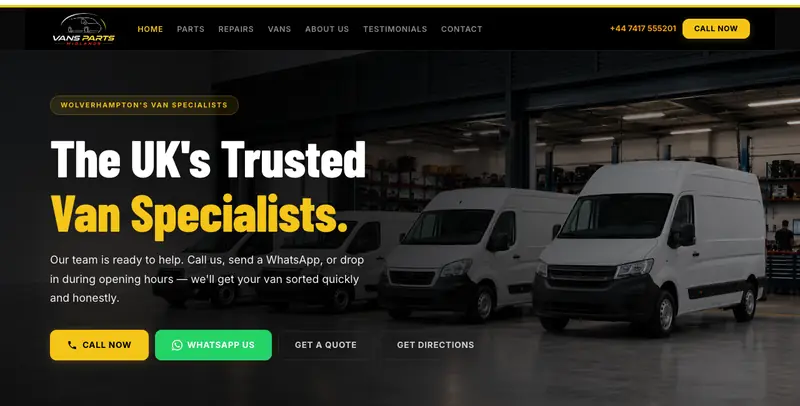 VANS PARTS
MIDLANDS
HOME PARTS REPAIRS VANS ABOUT US TESTIMONIALS CONTACT
+44 7417 555201 CALL NOW
WOLVERHAMPTON'S VAN SPECIALISTS
The UK's Trusted
Van Specialists.
Our team is ready to help. Call us, send a WhatsApp, or drop
in during opening hours — we'll get your van sorted quickly
and honestly.
CALL NOW WHATSAPP US GET A QUOTE GET DIRECTIONS